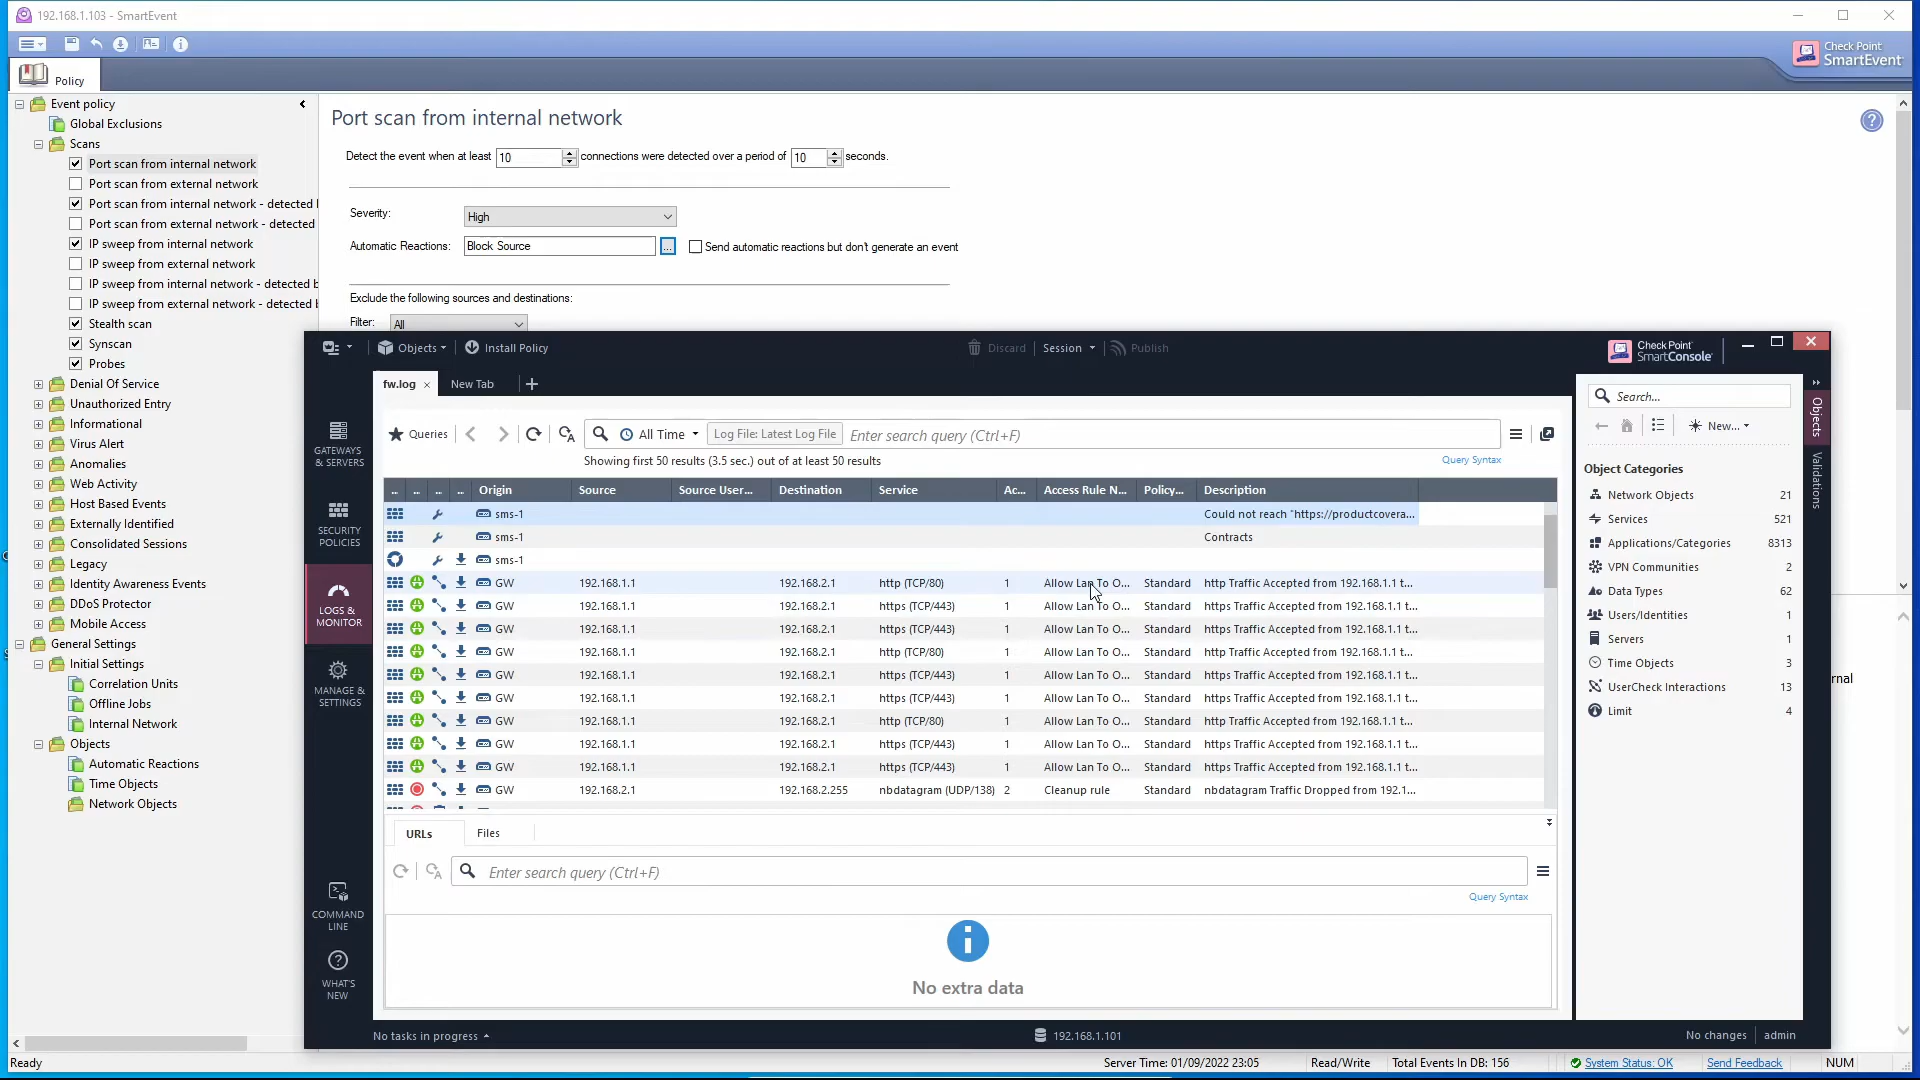 192.168.1.103 - SmartEvent
Check Point
SmartEvent
Policy
Event policy
Global Exclusions
Scans
Port scan from internal network
Port scan from external network
Port scan from internal network - detected
Port scan from external network - detected
IP sweep from internal network
IP sweep from external network
IP sweep from internal network - detected b
IP sweep from external network - detected b
Stealth scan
Synscan
Probes
Denial Of Service
Unauthorized Entry
Informational
Virus Alert
Anomalies
Web Activity
Host Based Events
Externally Identified
Consolidated Sessions
Legacy
Identity Awareness Events
DDoS Protector
Mobile Access
General Settings
Initial Settings
Correlation Units
Offline Jobs
Internal Network
Objects
Automatic Reactions
Time Objects
Network Objects
Port scan from internal network
Detect the event when at least 10 connections were detected over a period of 10 seconds.
Severity: High
Automatic Reactions: Block Source ... Send automatic reactions but don't generate an event
Exclude the following sources and destinations:
Filter: All
Objects Install Policy Discard Session Publish
Check Point
SmartConsole
fw.log × New Tab +
GATEWAYS
& SERVERS
SECURITY
POLICIES
LOGS &
MONITOR
MANAGE &
SETTINGS
COMMAND
LINE
WHAT'S
NEW
Queries All Time Log File: Latest Log File Enter search query (Ctrl+F)
Showing first 50 results (3.5 sec.) out of at least 50 results Query Syntax
... ... ... ... Origin Source Source User... Destination Service Ac... Access Rule N... Policy... Description
sms-1 Could not reach "https://productcovera...
sms-1 Contracts
sms-1
GW 192.168.1.1 192.168.2.1 http (TCP/80) 1 Allow Lan To O... Standard http Traffic Accepted from 192.168.1.1 t...
GW 192.168.1.1 192.168.2.1 https (TCP/443) 1 Allow Lan To O... Standard https Traffic Accepted from 192.168.1.1 t...
GW 192.168.1.1 192.168.2.1 https (TCP/443) 1 Allow Lan To O... Standard https Traffic Accepted from 192.168.1.1 t...
GW 192.168.1.1 192.168.2.1 http (TCP/80) 1 Allow Lan To O... Standard http Traffic Accepted from 192.168.1.1 t...
GW 192.168.1.1 192.168.2.1 https (TCP/443) 1 Allow Lan To O... Standard https Traffic Accepted from 192.168.1.1 t...
GW 192.168.1.1 192.168.2.1 https (TCP/443) 1 Allow Lan To O... Standard https Traffic Accepted from 192.168.1.1 t...
GW 192.168.1.1 192.168.2.1 http (TCP/80) 1 Allow Lan To O... Standard http Traffic Accepted from 192.168.1.1 t...
GW 192.168.1.1 192.168.2.1 https (TCP/443) 1 Allow Lan To O... Standard https Traffic Accepted from 192.168.1.1 t...
GW 192.168.1.1 192.168.2.1 https (TCP/443) 1 Allow Lan To O... Standard https Traffic Accepted from 192.168.1.1 t...
GW 192.168.2.1 192.168.2.255 nbdatagram (UDP/138) 2 Cleanup rule Standard nbdatagram Traffic Dropped from 192.1...
URLs Files
Enter search query (Ctrl+F)
Query Syntax
No extra data
Search...
New...
Object Categories
Network Objects 21
Services 521
Applications/Categories 8313
VPN Communities 2
Data Types 62
Users/Identities 1
Servers 1
Time Objects 3
UserCheck Interactions 13
Limit 4
Objects
Validations
rnal
No tasks in progress 192.168.1.101 No changes admin
Ready Server Time: 01/09/2022 23:05 Read/Write Total Events In DB: 156 System Status: OK Send Feedback NUM